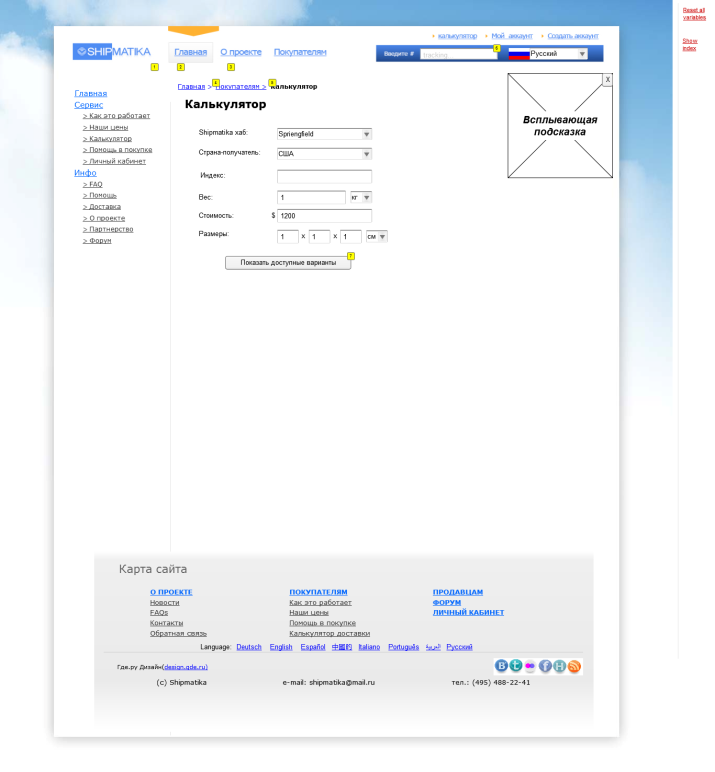 Reset all variables
Show index
калькулятор Мой аккаунт Создать аккаунт
SHIPMATIKA
Главная О проекте Покупателям
Введите # tracking
Русский
6
1
2
3
Главная > Покупателям > Калькулятор
Калькулятор
X
Всплывающая
подсказка
Главная
Сервис
> Как это работает
> Наши цены
> Калькулятор
> Помощь в покупке
> Личный кабинет
Инфо
> FAQ
> Помощь
> Доставка
> О проекте
> Партнерство
> Форум
Shipmatika хаб: Spriengfield
Страна-получатель: США
Индекс:
Вес: 1 кг
Стоимость: $ 1200
Размеры: 1 x 1 x 1 см
Показать доступные варианты
7
Карта сайта
О ПРОЕКТЕ
Новости
FAQs
Контакты
Обратная связь
ПОКУПАТЕЛЯМ
Как это работает
Наши цены
Помощь в покупке
Калькулятор доставки
ПРОДАВЦАМ
ФОРУМ
ЛИЧНЫЙ КАБИНЕТ
Language: Deutsch English Español 中國的 Italiano Português العربية Русский
Где.ру Дизайн(design.gde.ru)
(c) Shipmatika e-mail: shipmatika@mail.ru тел.: (495) 488-22-41